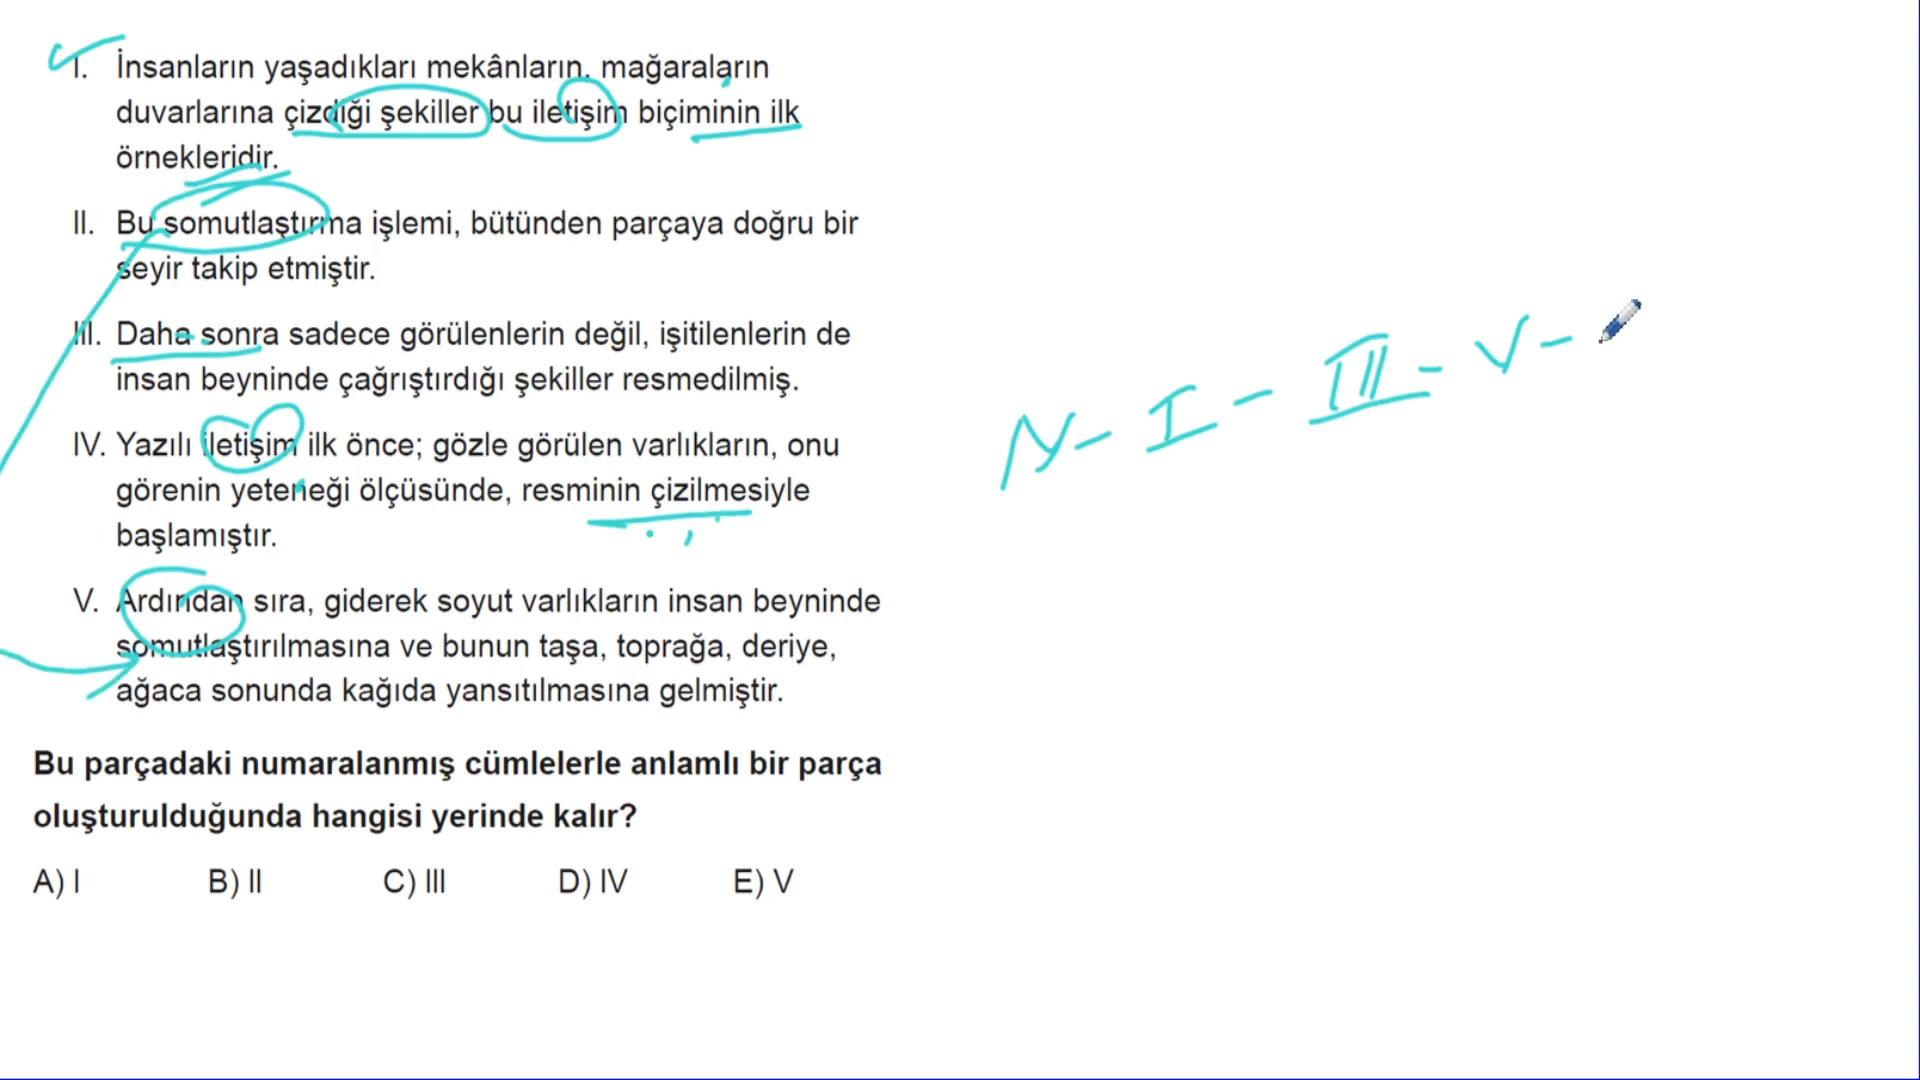 I. İnsanların yaşadıkları mekânların, mağaraların
duvarlarına çizdiği şekiller bu iletişim biçiminin ilk
örnekleridir.
II. Bu somutlaştırma işlemi, bütünden parçaya doğru bir
seyir takip etmiştir.
III. Daha sonra sadece görülenlerin değil, işitilenlerin de
insan beyninde çağrıştırdığı şekiller resmedilmiş.
IV. Yazılı iletişim ilk önce; gözle görülen varlıkların, onu
görenin yeteneği ölçüsünde, resminin çizilmesiyle
başlamıştır.
V. Ardından sıra, giderek soyut varlıkların insan beyninde
somutlaştırılmasına ve bunun taşa, toprağa, deriye,
ağaca sonunda kağıda yansıtılmasına gelmiştir.
Bu parçadaki numaralanmış cümlelerle anlamlı bir parça
oluşturulduğunda hangisi yerinde kalır?
A) I B) II C) III D) IV E) V
IV - I - III - V -